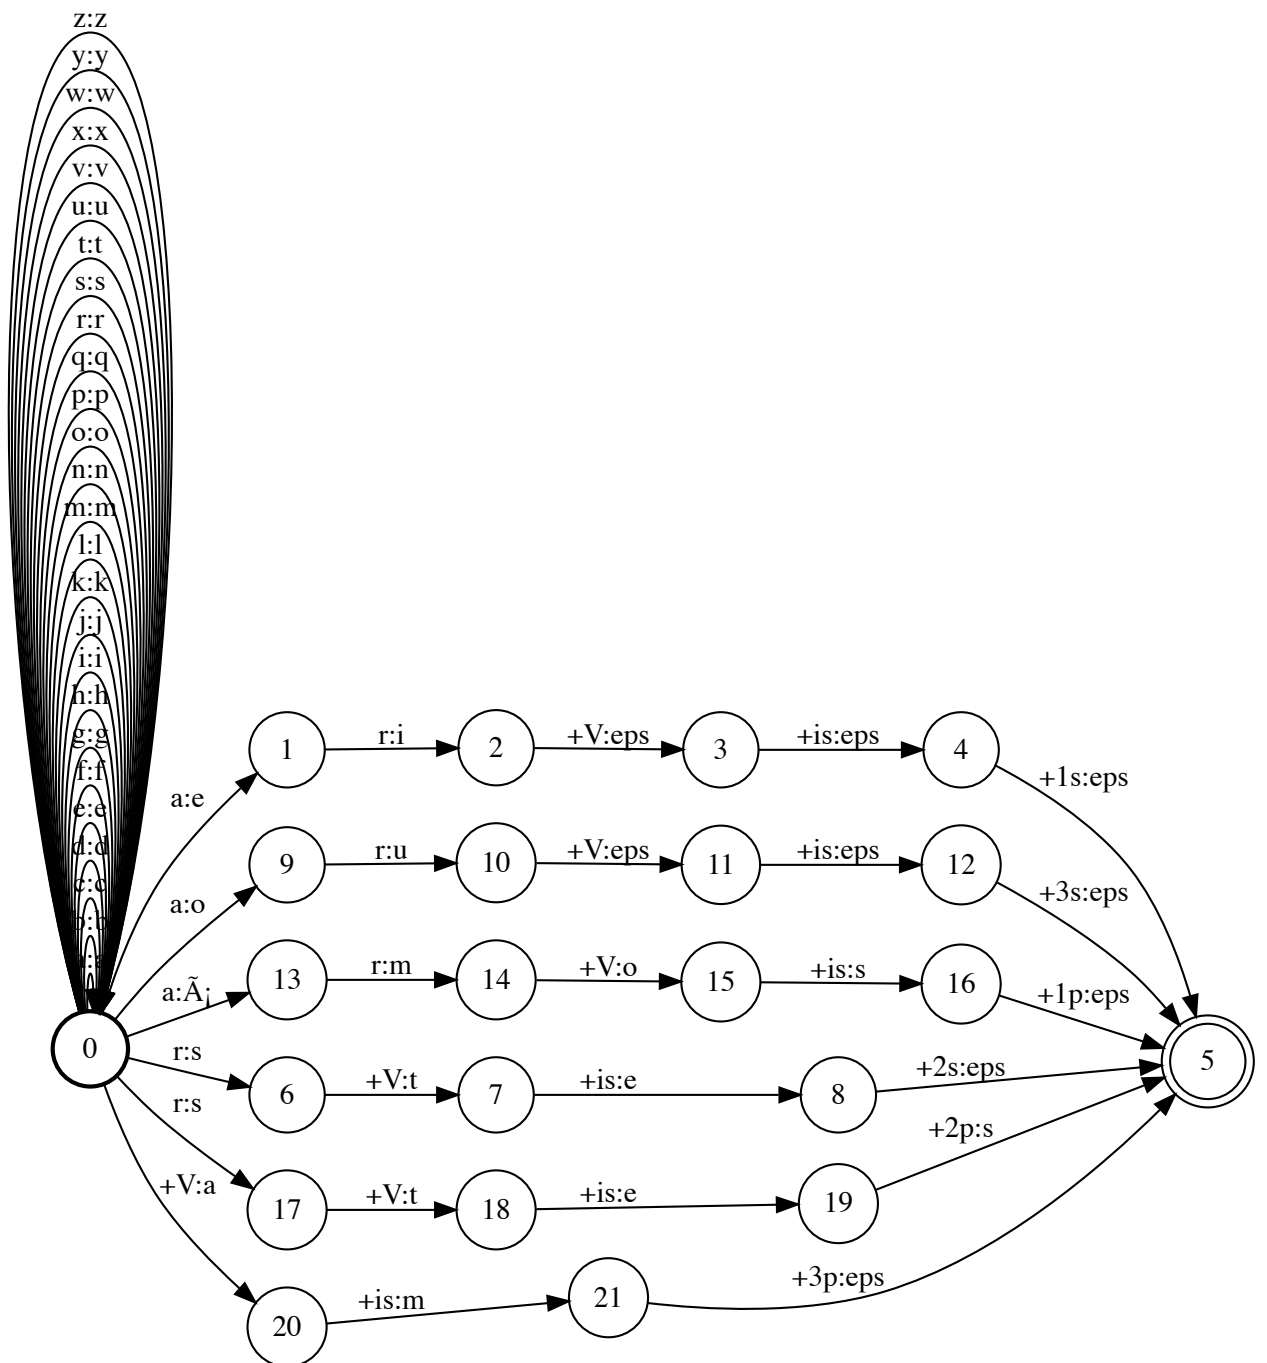 z:z
y:y
w:w
x:x
v:v
u:u
t:t
s:s
r:r
q:q
p:p
o:o
n:n
m:m
l:l
k:k
j:j
i:i
h:h
g:g
f:f
e:e
d:d
c:c
b:b
a:a
0
a:e
1
r:i
2
+V:eps
3
+is:eps
4
+1s:eps
a:o
9
r:u
10
+V:eps
11
+is:eps
12
+3s:eps
a:Ã¡
13
r:m
14
+V:o
15
+is:s
16
+1p:eps
5
r:s
6
+V:t
7
+is:e
8
+2s:eps
r:s
17
+V:t
18
+is:e
19
+2p:s
+V:a
20
+is:m
21
+3p:eps